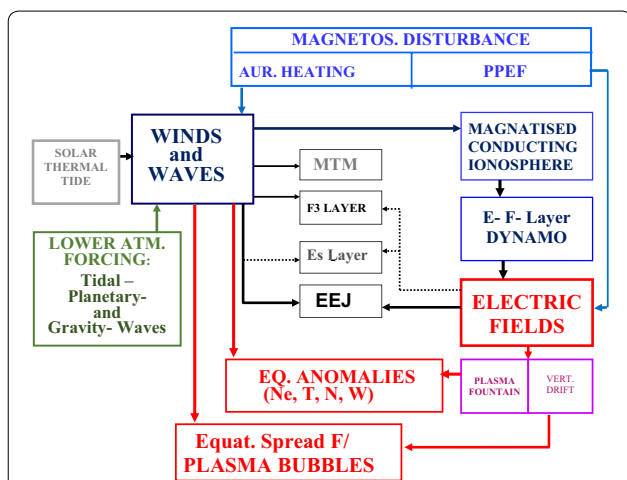 MAGNETOS. DISTURBANCE
AUR. HEATING
PPEF
WINDS
and
WAVES
MAGNATISED
CONDUCTING
IONOSPHERE
SOLAR
THERMAL
TIDE
MTM
F3 LAYER
E- F- Layer
DYNAMO
LOWER ATM.
FORCING:
Tidal –
Planetary-
and
Gravity- Waves
Es Layer
EEJ
ELECTRIC
FIELDS
EQ. ANOMALIES
(Ne, T, N, W)
PLASMA
FOUNTAIN
VERT.
DRIFT
Equat. Spread F/
PLASMA BUBBLES